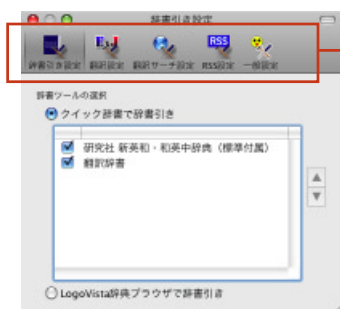 辞書引き設定
辞書引き設定 翻訳設定 翻訳サーチ設定 RSS設定 一般設定
辞書ツールの選択
クイック辞書で辞書引き
研究社 新英和・和英中辞典（標準付属）
翻訳辞書
LogoVista辞典ブラウザで辞書引き